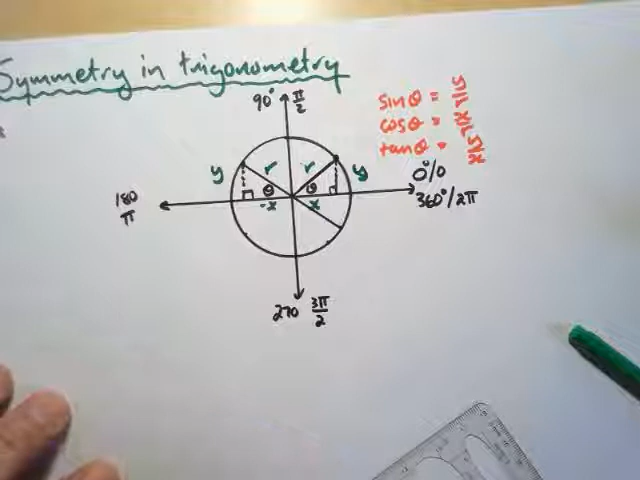 Symmetry in trigonometry
90° π/2
sinθ = y/r
cosθ = x/r
tanθ = y/x
y r r y
θ θ
-x x
0°/0
360°/2π
180
π
270 3π/2